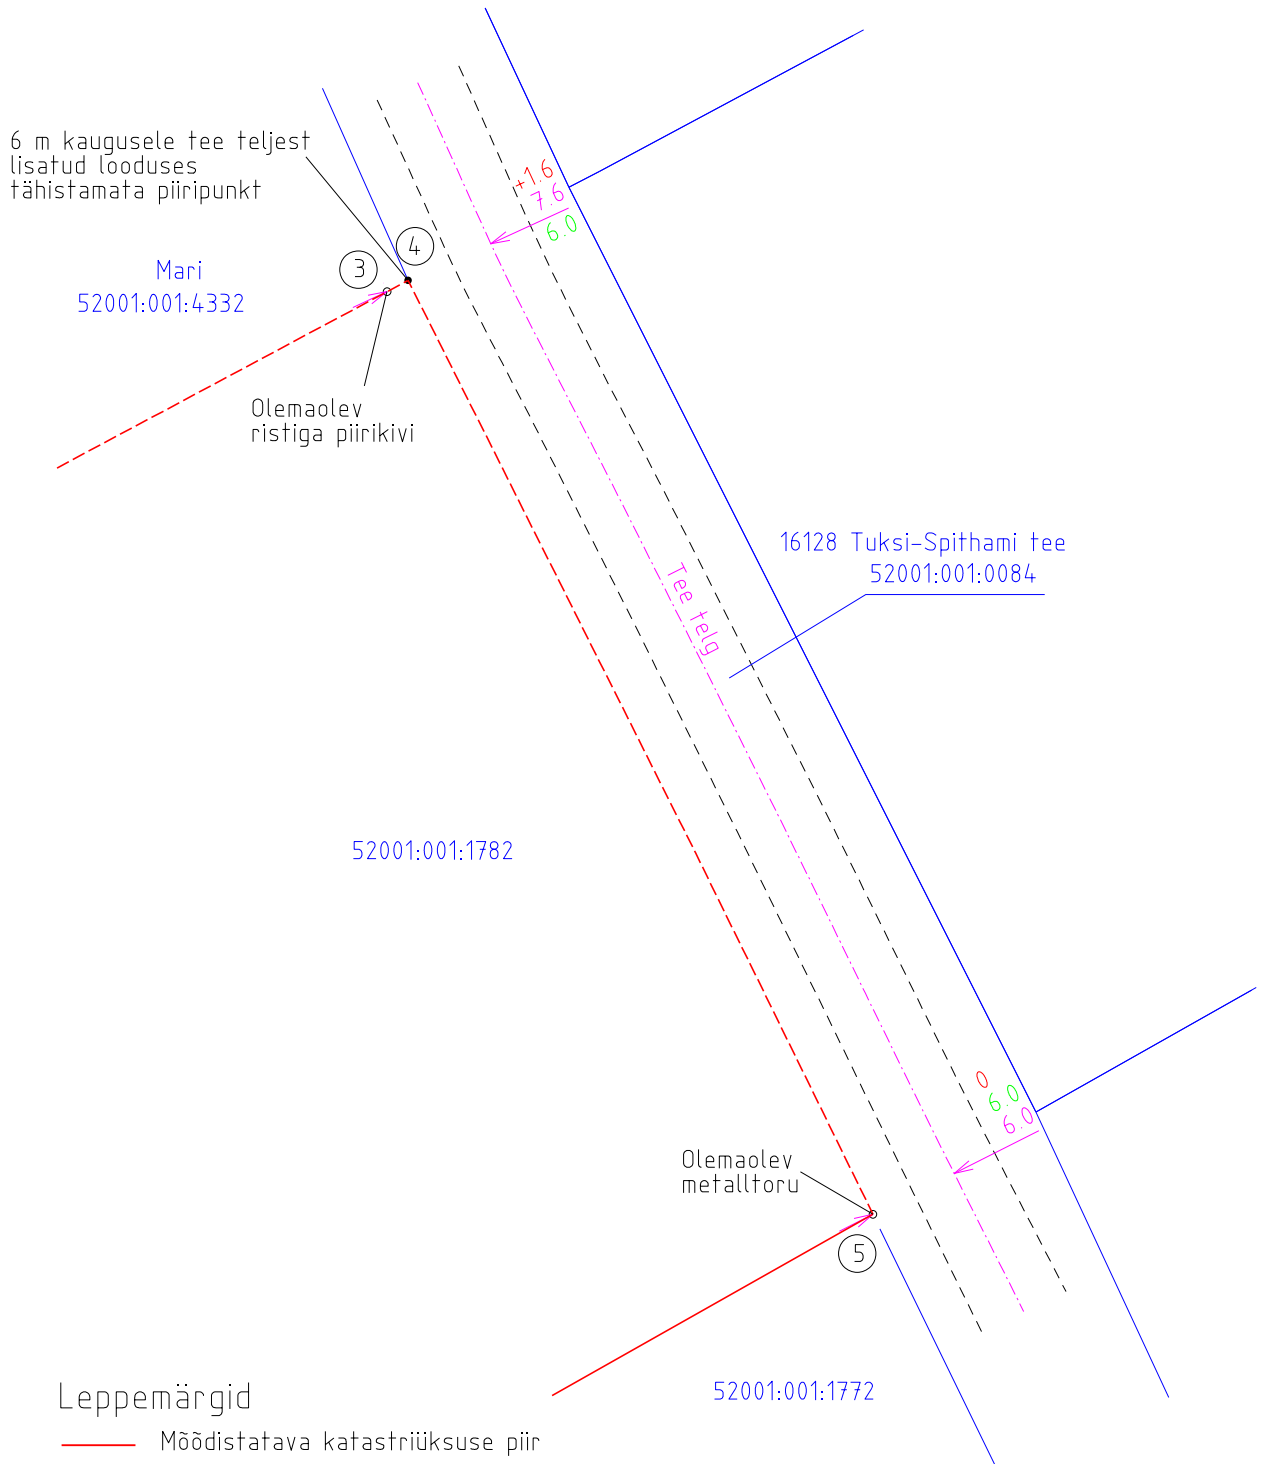 6 m kaugusele tee teljest
lisatud looduses
tähistamata piiripunkt
+1.6
7.6
6.0
4
3
Mari
52001:001:4332
Olemaolev
ristiga piirikivi
16128 Tuksi-Spithami tee
52001:001:0084
Tee telg
52001:001:1782
0
6.0
6.0
Olemaolev
metalltoru
5
52001:001:1772
Leppemärgid
Mõõdistatava katastriüksuse piir